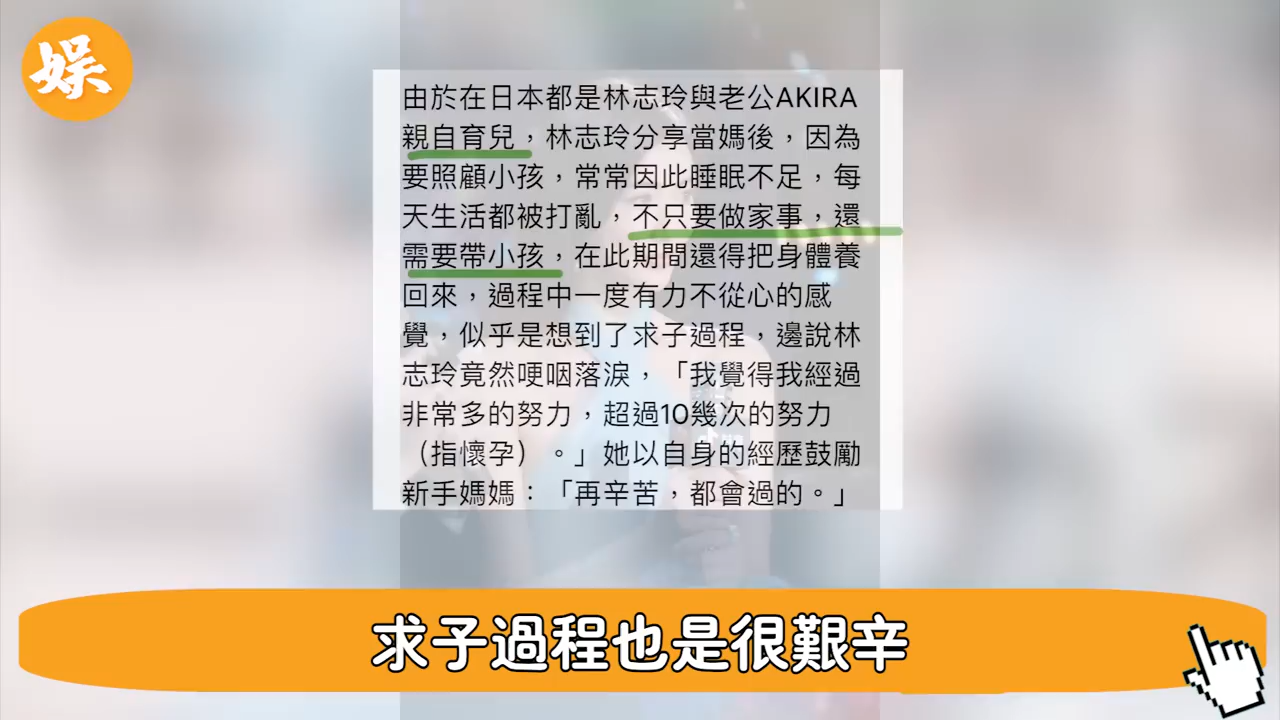 娱
由於在日本都是林志玲與老公AKIRA
親自育兒，林志玲分享當媽後，因為
要照顧小孩，常常因此睡眠不足，每
天生活都被打亂，不只要做家事，還
需要帶小孩，在此期間還得把身體養
回來，過程中一度有力不從心的感
覺，似乎是想到了求子過程，邊說林
志玲竟然哽咽落淚，「我覺得我經過
非常多的努力，超過10幾次的努力
（指懷孕）。」她以自身的經歷鼓勵
新手媽媽：「再辛苦，都會過的。」
求子過程也是很艱辛